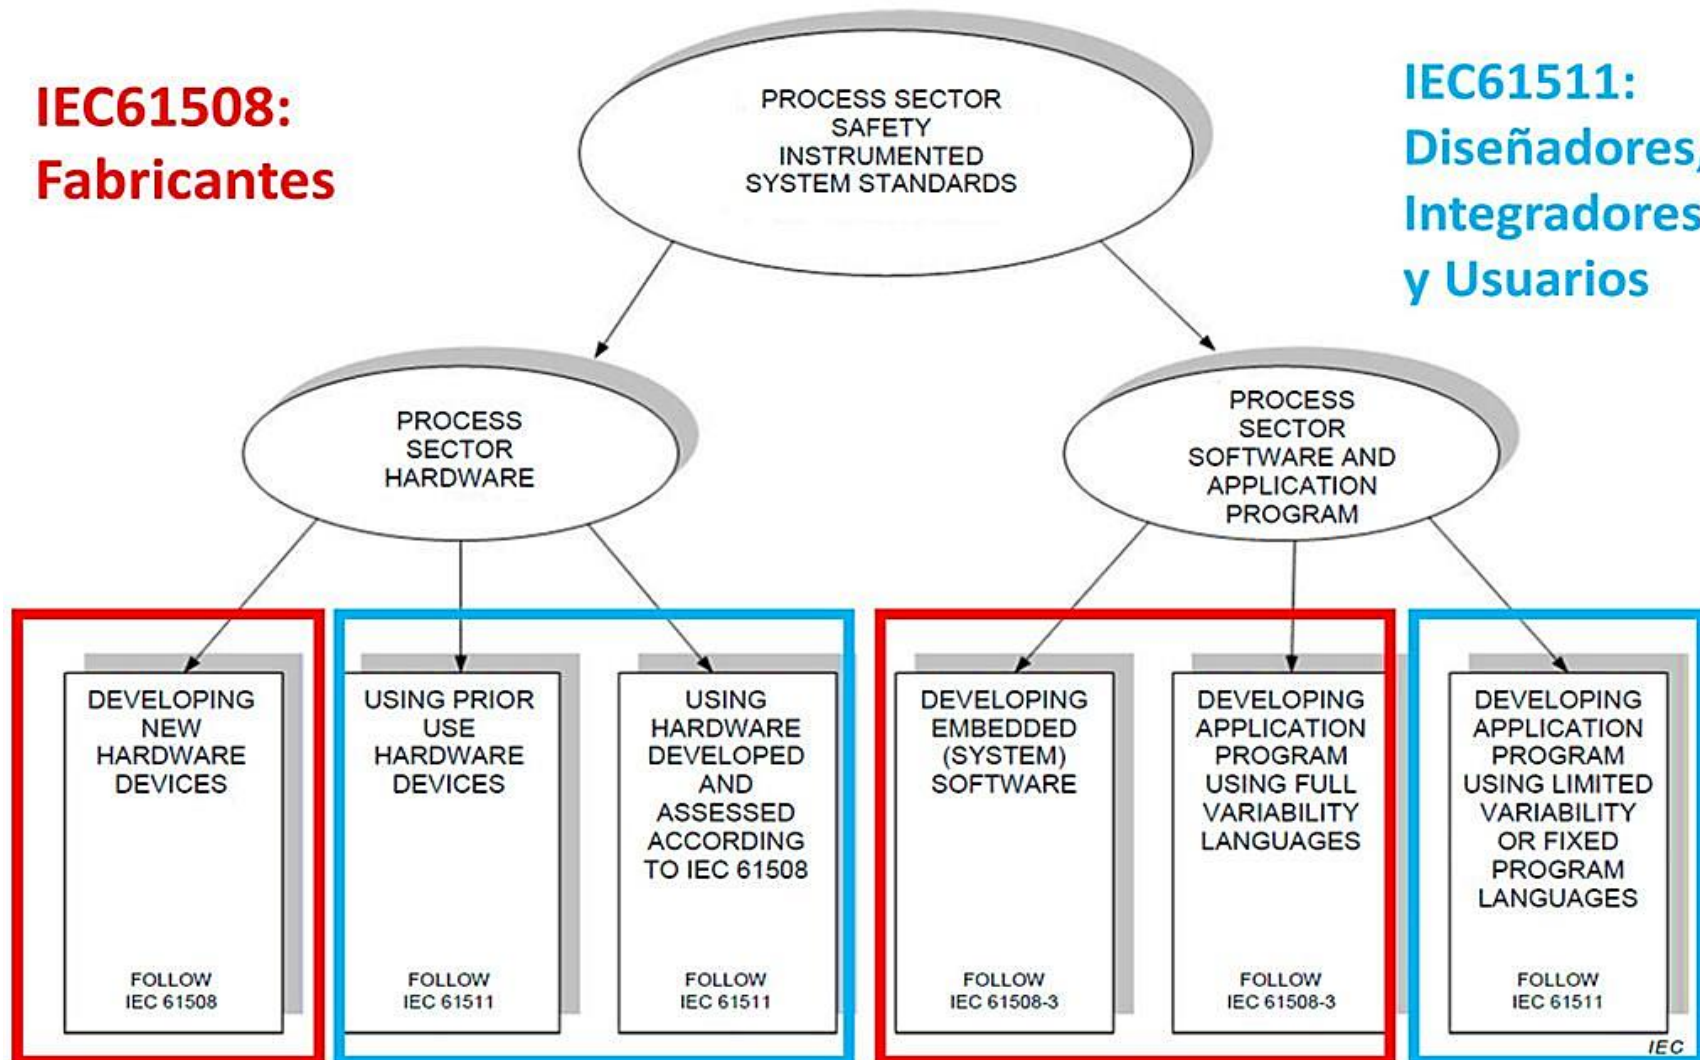 IEC61508:
Fabricantes
IEC61511:
Diseñadores,
Integradores
y Usuarios
PROCESS SECTOR
SAFETY
INSTRUMENTED
SYSTEM STANDARDS
PROCESS
SECTOR
HARDWARE
PROCESS
SECTOR
SOFTWARE AND
APPLICATION
PROGRAM
DEVELOPING
NEW
HARDWARE
DEVICES
FOLLOW
IEC 61508
USING PRIOR
USE
HARDWARE
DEVICES
FOLLOW
IEC 61511
USING
HARDWARE
DEVELOPED
AND
ASSESSED
ACCORDING
TO IEC 61508
FOLLOW
IEC 61511
DEVELOPING
EMBEDDED
(SYSTEM)
SOFTWARE
FOLLOW
IEC 61508-3
DEVELOPING
APPLICATION
PROGRAM
USING FULL
VARIABILITY
LANGUAGES
FOLLOW
IEC 61508-3
DEVELOPING
APPLICATION
PROGRAM
USING LIMITED
VARIABILITY
OR FIXED
PROGRAM
LANGUAGES
FOLLOW
IEC 61511
IEC